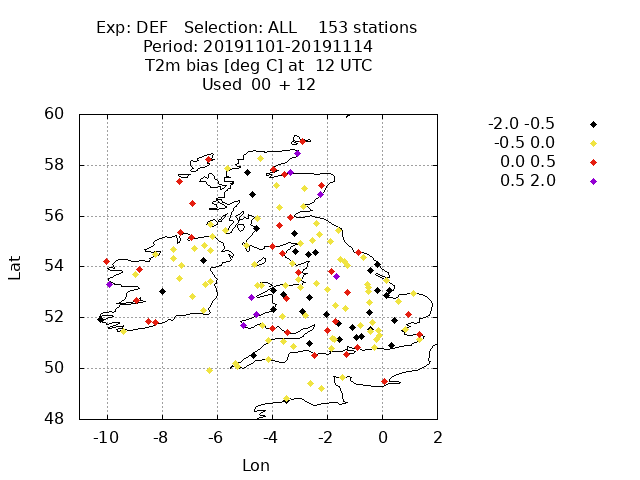 Exp: DEF Selection: ALL 153 stations
Period: 20191101-20191114
T2m bias [deg C] at 12 UTC
Used 00 + 12
-2.0 -0.5
-0.5 0.0
0.0 0.5
0.5 2.0
60
58
56
54
52
50
48
Lat
-10 -8 -6 -4 -2 0 2
Lon